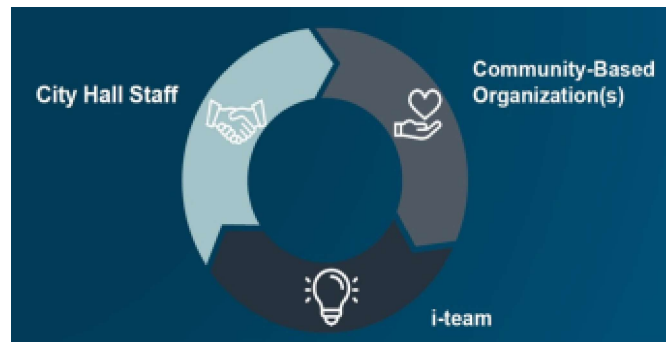 City Hall Staff
Community-Based
Organization(s)
i-team